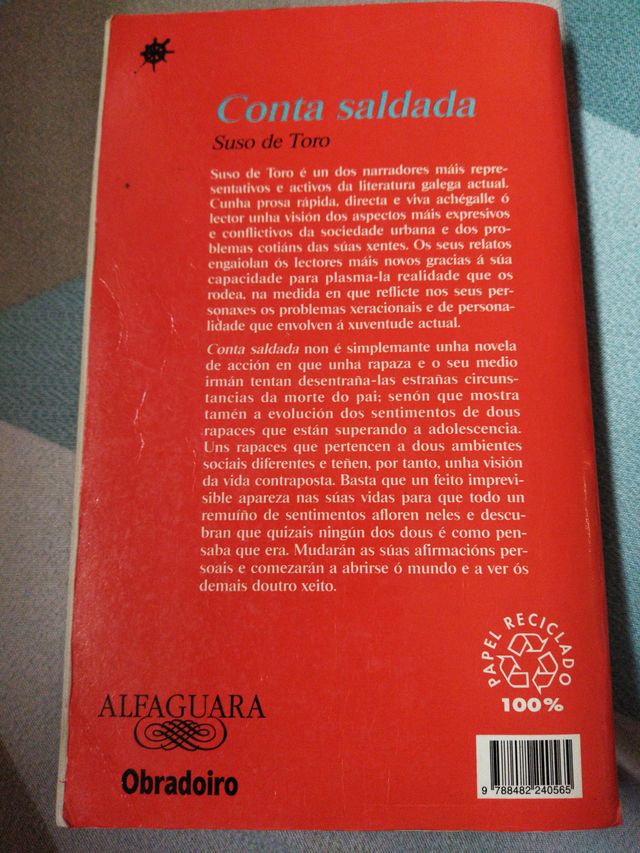 Conta saldada
Suso de Toro
Suso de Toro é un dos narradores máis repre-
sentativos e activos da literatura galega actual.
Cunha prosa rápida, directa e viva achégalle ó
lector unha visión dos aspectos máis expresivos
e conflictivos da sociedade urbana e dos pro-
blemas cotiáns das súas xentes. Os seus relatos
engaiolan ós lectores máis novos gracias á súa
capacidade para plasma-la realidade que os
rodea, na medida en que reflicte nos seus per-
sonaxes os problemas xeracionais e de persona-
lidade que envolven á xuventude actual.
Conta saldada non é simplemante unha novela
de acción en que unha rapaza e o seu medio
irmán tentan desentraña-las estrañas circuns-
tancias da morte do pai; senón que mostra
tamén a evolución dos sentimentos de dous
rapaces que están superando a adolescencia.
Uns rapaces que pertencen a dous ambientes
sociais diferentes e teñen, por tanto, unha visión
da vida contraposta. Basta que un feito imprevi-
sible apareza nas súas vidas para que todo un
remuíño de sentimentos afloren neles e descu-
bran que quizais ningún dos dous é como pen-
saba que era. Mudarán as súas afirmacións per-
soais e comezarán a abrirse ó mundo e a ver ós
demais doutro xeito.
PAPEL RECICLADO
100%
ALFAGUARA
Obradoiro
9 788482 240565